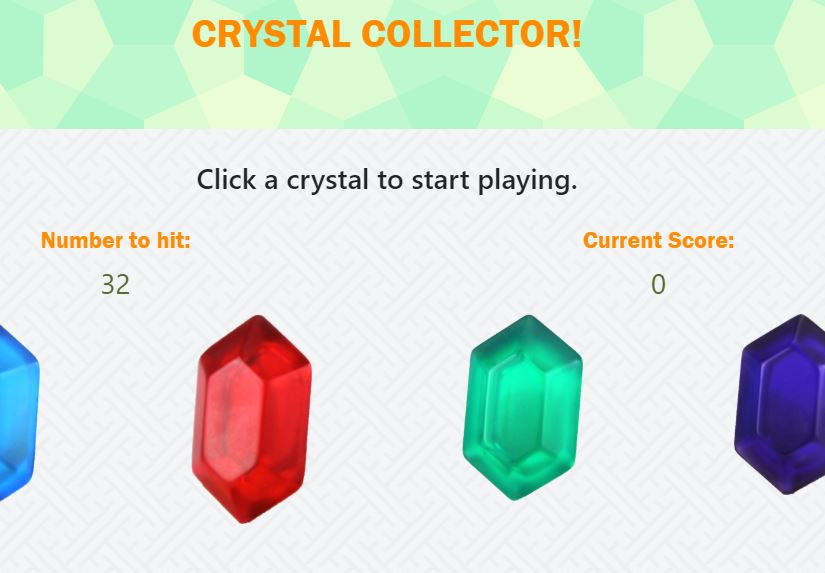 CRYSTAL COLLECTOR!
Click a crystal to start playing.
Number to hit:
32
Current Score:
0